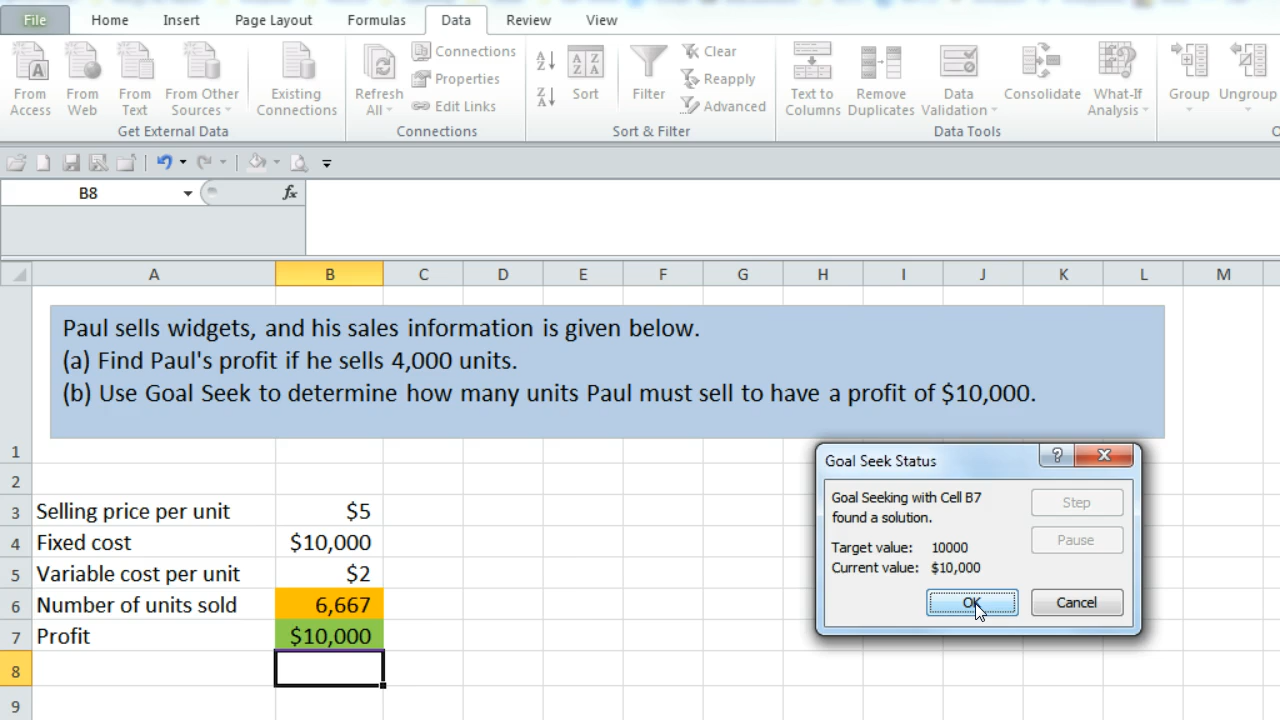 File Home Insert Page Layout Formulas Data Review View
From Access
From Web
From Text
From Other Sources
Existing Connections
Get External Data
Refresh All
Connections
Properties
Edit Links
Connections
A Z
Z A
A Z Z A
Sort
Filter
Clear
Reapply
Advanced
Sort & Filter
Text to Columns
Remove Duplicates
Data Validation
Consolidate
What-If Analysis
Data Tools
Group
Ungroup
B8 fx
A B C D E F G H I J K L M
Paul sells widgets, and his sales information is given below.
(a) Find Paul's profit if he sells 4,000 units.
(b) Use Goal Seek to determine how many units Paul must sell to have a profit of $10,000.
1
2
3 Selling price per unit $5
4 Fixed cost $10,000
5 Variable cost per unit $2
6 Number of units sold 6,667
7 Profit $10,000
8
9
Goal Seek Status
Goal Seeking with Cell B7
found a solution.
Target value: 10000
Current value: $10,000
Step
Pause
OK
Cancel